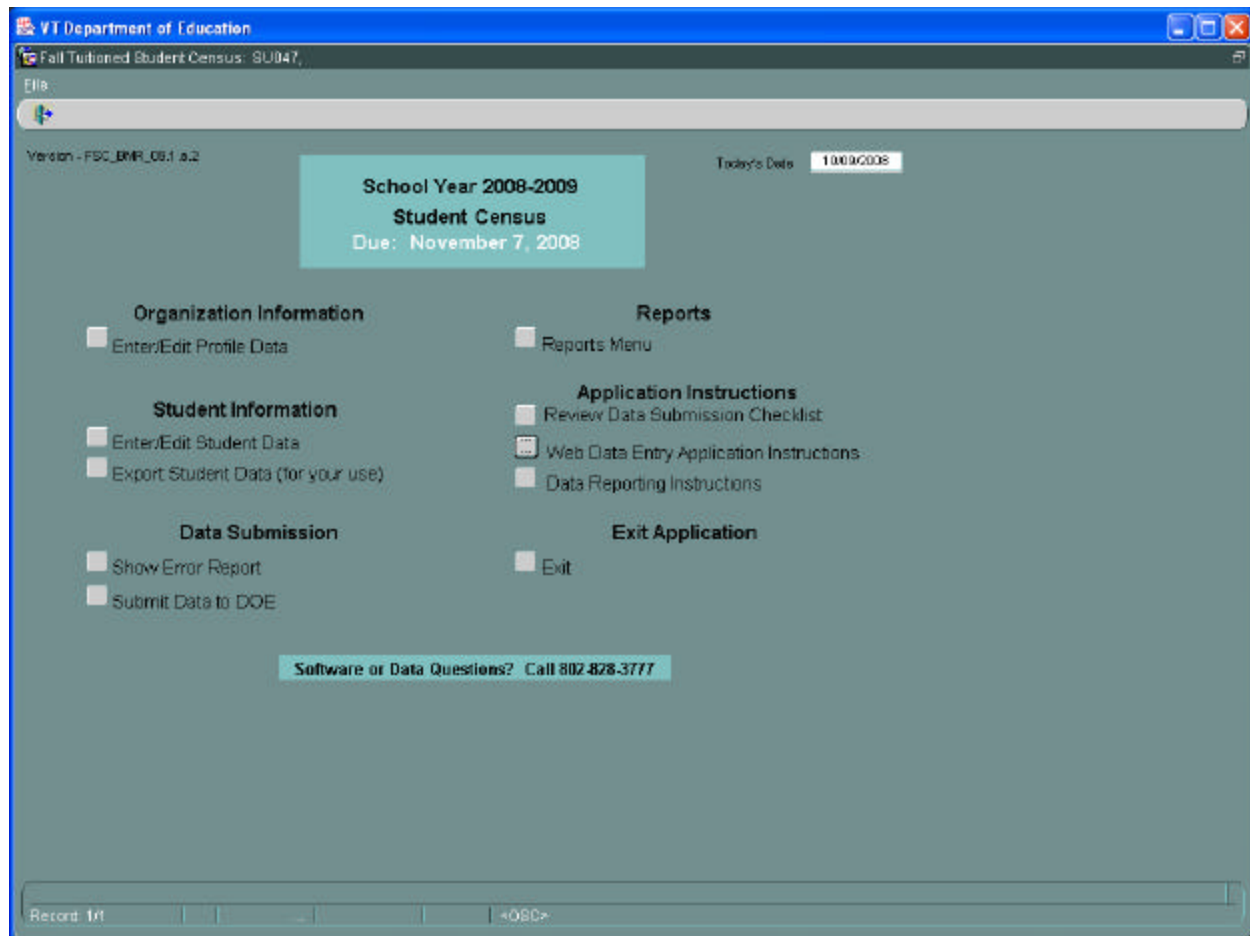 VT Department of Education
Fall Tuitioned Student Census: SU047,
File
Version - FSC_BMR_09.1.a.2
Today's Date 10/09/2008
School Year 2008-2009
Student Census
Due: November 7, 2008
Organization Information
Enter/Edit Profile Data
Student Information
Enter/Edit Student Data
Export Student Data (for your use)
Data Submission
Show Error Report
Submit Data to DOE
Reports
Reports Menu
Application Instructions
Review Data Submission Checklist
Web Data Entry Application Instructions
Data Reporting Instructions
Exit Application
Exit
Software or Data Questions? Call 802-828-3777
Record: 1/1
... <OSC>